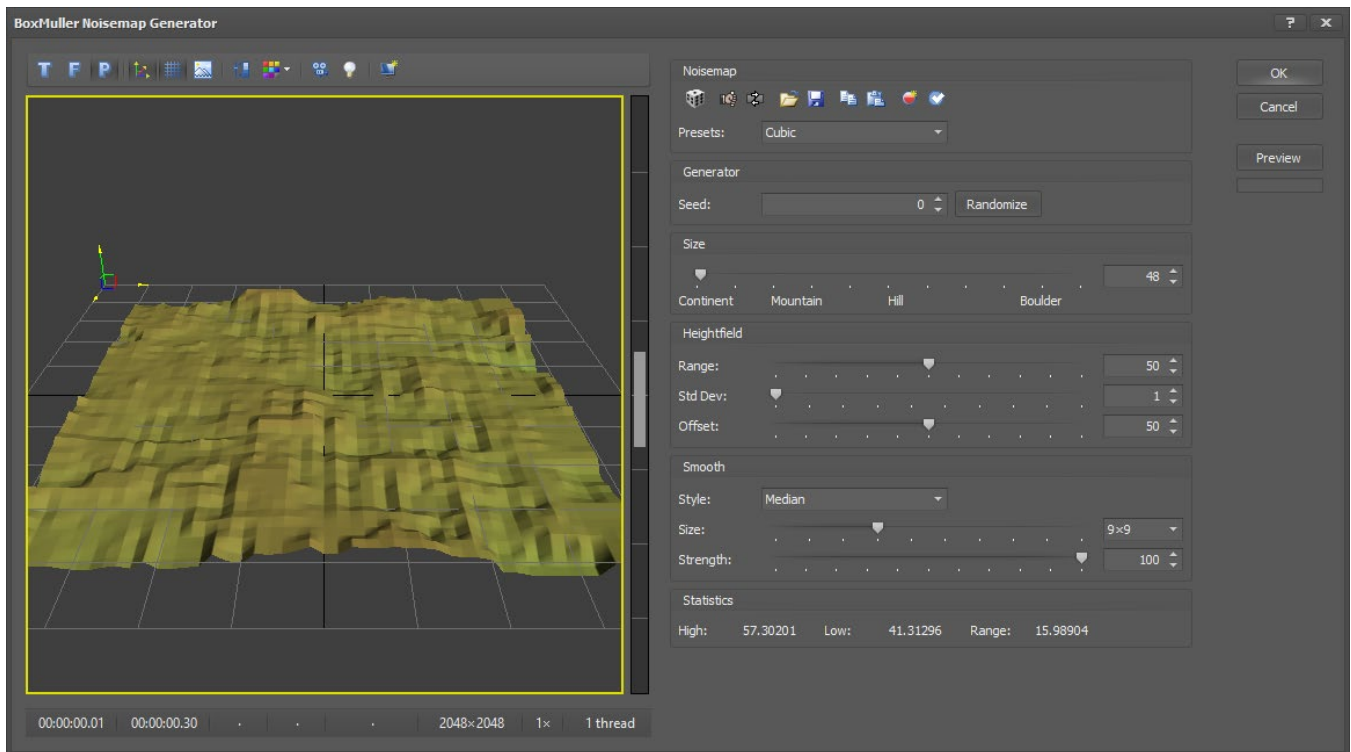 BoxMuller Noisemap Generator ? x
T F P
Noisemap
OK
Cancel
Presets: Cubic
Preview
Generator
Seed: 0 Randomize
Size
48
Continent Mountain Hill Boulder
Heightfield
Range: 50
Std Dev: 1
Offset: 50
Smooth
Style: Median
Size: 9×9
Strength: 100
Statistics
High: 57.30201 Low: 41.31296 Range: 15.98904
00:00:00.01 00:00:00.30 . . . 2048×2048 1× 1 thread